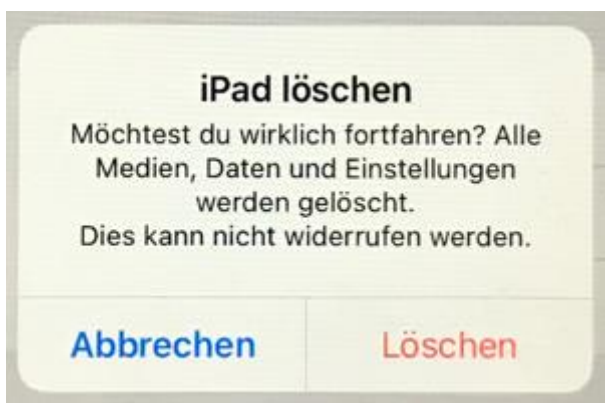 iPad löschen
Möchtest du wirklich fortfahren? Alle
Medien, Daten und Einstellungen
werden gelöscht.
Dies kann nicht widerrufen werden.
Abbrechen
Löschen